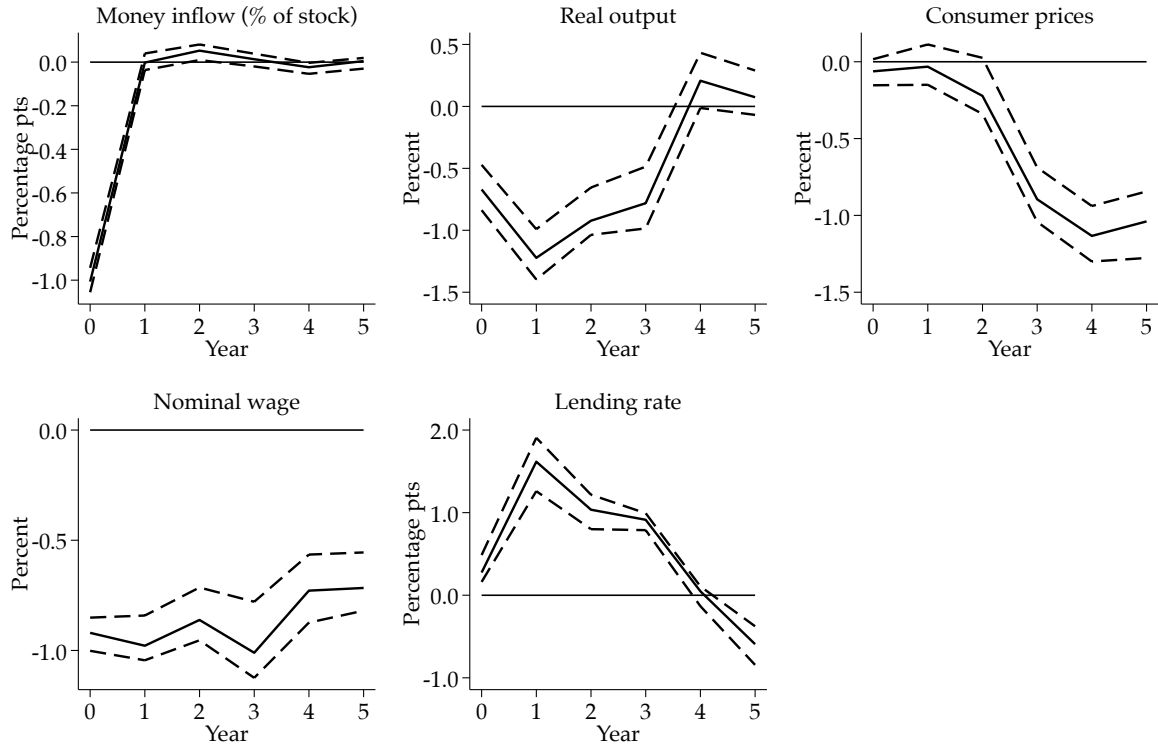 Money inflow (% of stock)
Percentage pts
0.0
-0.2
-0.4
-0.6
-0.8
-1.0
0 1 2 3 4 5
Year
Real output
Percent
0.5
0.0
-0.5
-1.0
-1.5
0 1 2 3 4 5
Year
Consumer prices
Percent
0.0
-0.5
-1.0
-1.5
0 1 2 3 4 5
Year
Nominal wage
Percent
0.0
-0.5
-1.0
0 1 2 3 4 5
Year
Lending rate
Percentage pts
2.0
1.0
0.0
-1.0
0 1 2 3 4 5
Year